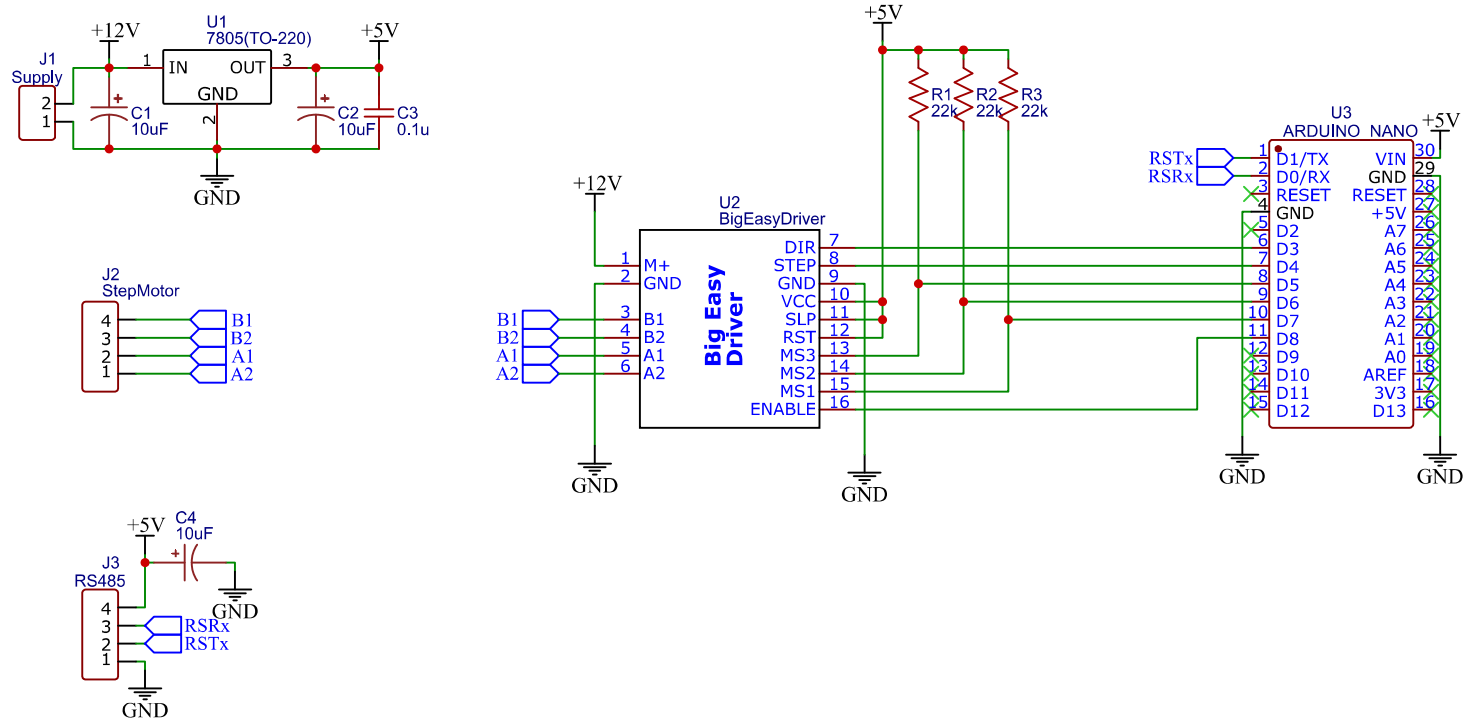 +12V
U1
7805(TO-220)
+5V
J1
Supply
1
IN
OUT
3
GND
2
2
1
C1
10uF
C2
10uF
C3
0.1u
GND
J2
StepMotor
4
3
2
1
B1
B2
A1
A2
+5V
C4
10uF
GND
J3
RS485
4
3
2
1
RSRx
RSTx
GND
+12V
U2
BigEasyDriver
Big Easy
Driver
1 M+
2 GND
3 B1
4 B2
5 A1
6 A2
B1
B2
A1
A2
GND
DIR 7
STEP 8
GND 9
VCC 10
SLP 11
RST 12
MS3 13
MS2 14
MS1 15
ENABLE 16
GND
+5V
R1
22k
R2
22k
R3
22k
U3
ARDUINO_NANO
+5V
RSTx
RSRx
1 D1/TX
2 D0/RX
3 RESET
4 GND
5 D2
6 D3
7 D4
8 D5
9 D6
10 D7
11 D8
12 D9
13 D10
14 D11
15 D12
VIN 30
GND 29
RESET 28
+5V 27
A7 26
A6 25
A5 24
A4 23
A3 22
A2 21
A1 20
A0 19
AREF 18
3V3 17
D13 16
GND
GND